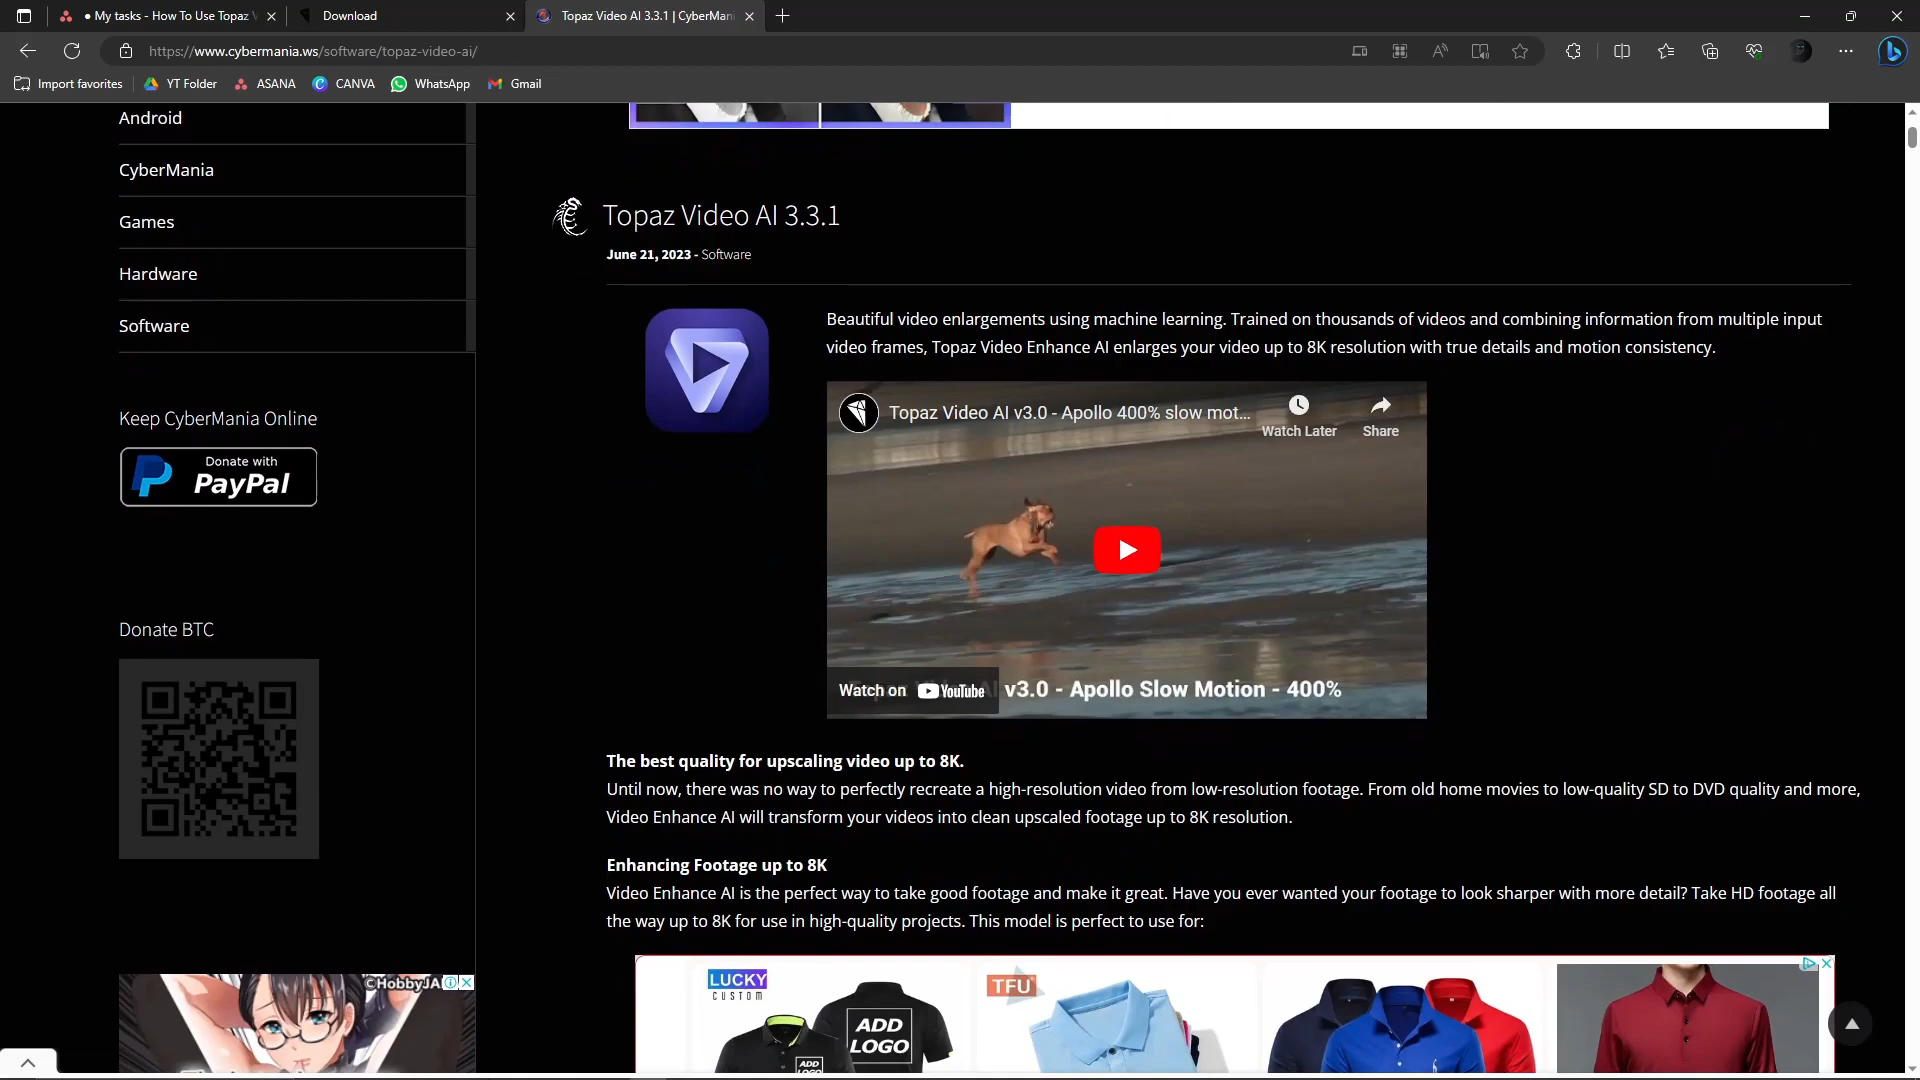 My tasks - How To Use Topaz V
Download
Topaz Video AI 3.3.1 | CyberMani
https://www.cybermania.ws/software/topaz-video-ai/
Import favorites
YT Folder
ASANA
CANVA
WhatsApp
Gmail
Android
CyberMania
Games
Hardware
Software
Keep CyberMania Online
Donate with
PayPal
Donate BTC
©HobbyJA
Topaz Video AI 3.3.1
June 21, 2023 - Software
Beautiful video enlargements using machine learning. Trained on thousands of videos and combining information from multiple input
video frames, Topaz Video Enhance AI enlarges your video up to 8K resolution with true details and motion consistency.
Topaz Video AI v3.0 - Apollo 400% slow mot...
Watch Later
Share
Watch on YouTube
v3.0 - Apollo Slow Motion - 400%
The best quality for upscaling video up to 8K.
Until now, there was no way to perfectly recreate a high-resolution video from low-resolution footage. From old home movies to low-quality SD to DVD quality and more,
Video Enhance AI will transform your videos into clean upscaled footage up to 8K resolution.
Enhancing Footage up to 8K
Video Enhance AI is the perfect way to take good footage and make it great. Have you ever wanted your footage to look sharper with more detail? Take HD footage all
the way up to 8K for use in high-quality projects. This model is perfect to use for:
LUCKY
CUSTOM
ADD
LOGO
ADD
LOGO
TFU